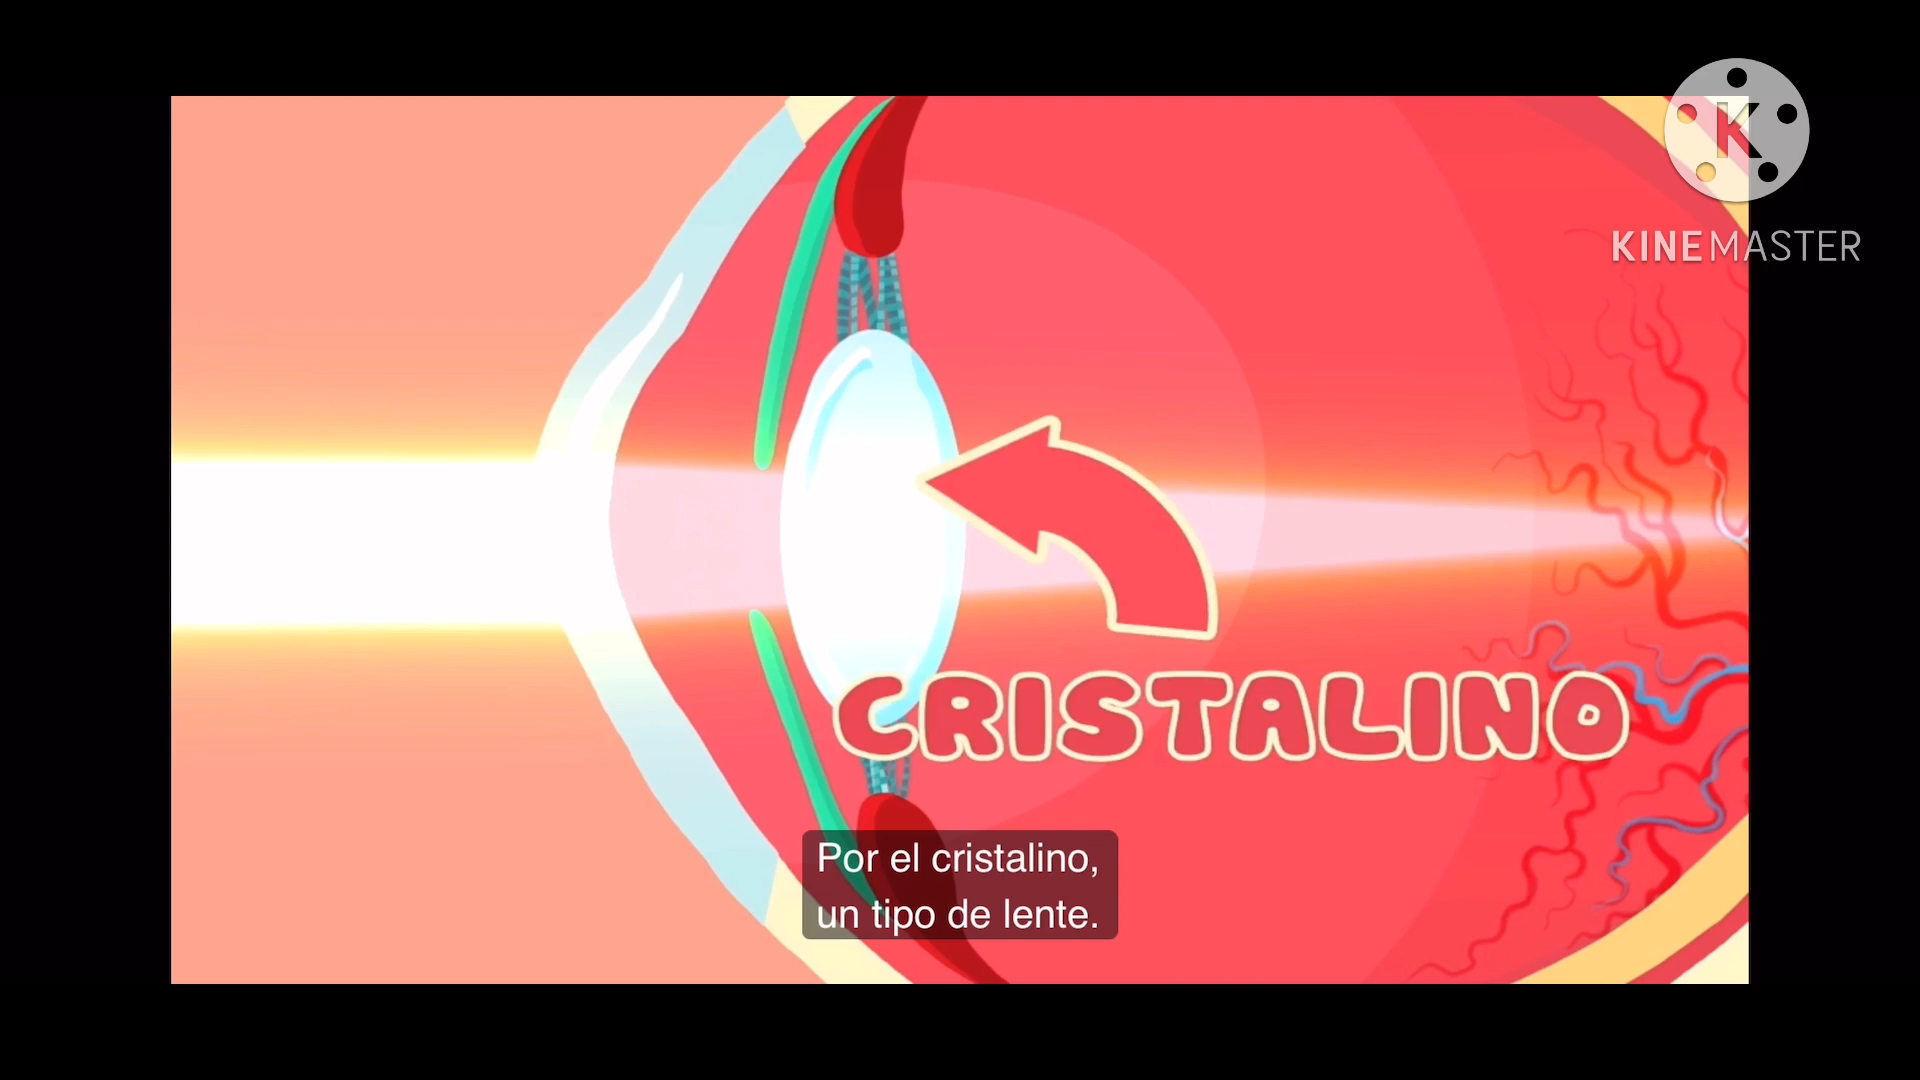 K
KINEMASTER
CRISTALINO
Por el cristalino,
un tipo de lente.